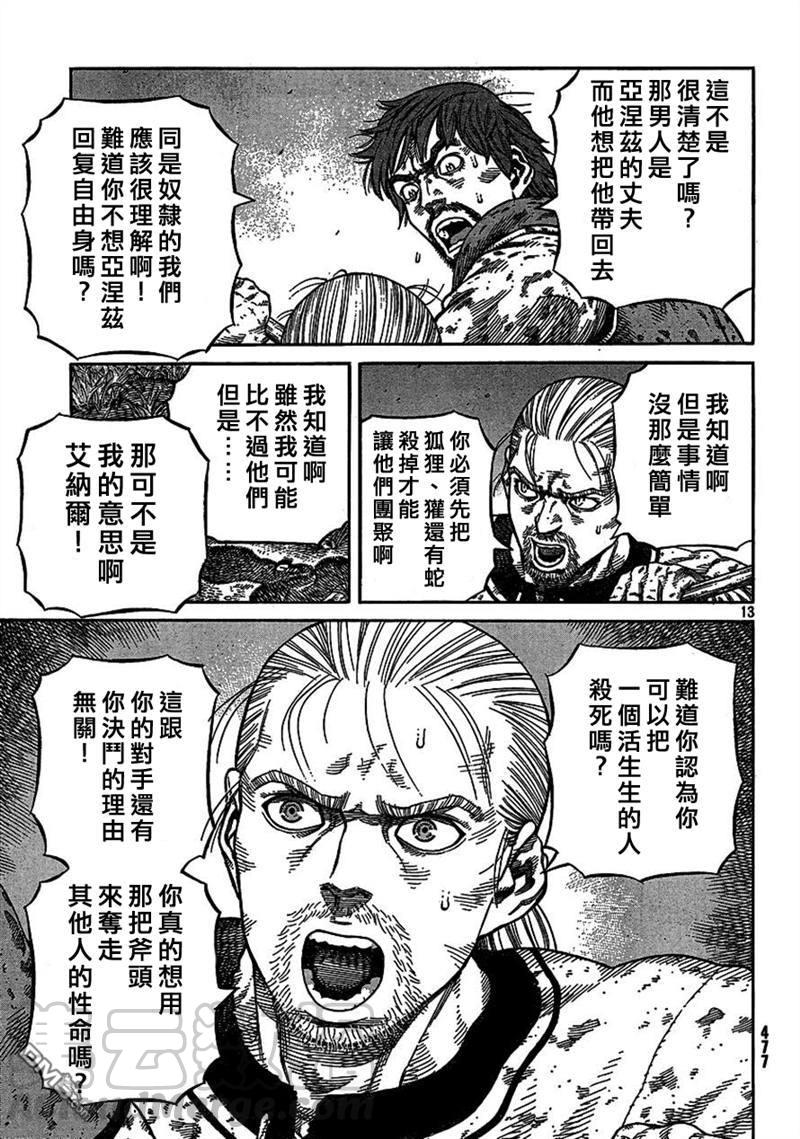 這不是
很清楚了嗎？
那男人是
亞涅茲的丈夫
而他想把他帶回去
同是奴隸的我們
應該很理解啊！
難道你不想亞涅茲
回复自由身嗎？
我知道啊
但是事情
沒那麼簡單
你必須先把
狐狸、獾還有蛇
殺掉才能
讓他們團聚啊
我知道啊
雖然我可能
比不過他們
但是……
那可不是
我的意思啊
艾納爾！
13
難道你認為你
可以把
一個活生生的人
殺死嗎？
這跟
你的對手還有
你決鬥的理由
無關！
你真的想用
那把斧頭
來奪走
其他人的性命嗎？
477